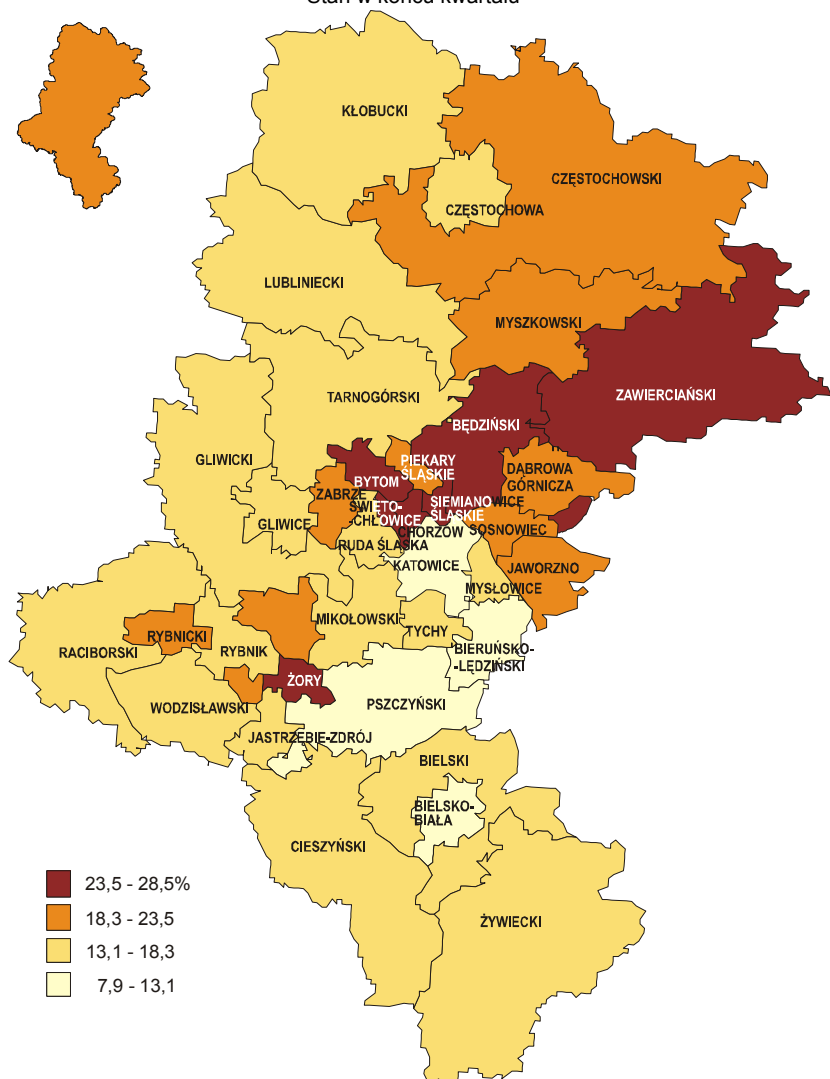 Stan w końcu kwartału
KŁOBUCKI
CZĘSTOCHOWSKI
CZĘSTOCHOWA
LUBLINIECKI
MYSZKOWSKI
ZAWIERCIAŃSKI
TARNOGÓRSKI
BĘDZIŃSKI
GLIWICKI
PIEKARY
ŚLĄSKIE
DĄBROWA
GÓRNICZA
BYTOM
ZABRZE
SIEMIANOWICE
ŚLĄSKIE
ŚWIĘTO-
-CHŁOWICE
GLIWICE
CHORZÓW
SOSNOWIEC
RUDA ŚLĄSKA
KATOWICE
JAWORZNO
MYSŁOWICE
MIKOŁOWSKI
TYCHY
RYBNICKI
RACIBORSKI
RYBNIK
BIERUŃSKO-
-LĘDZIŃSKI
ŻORY
WODZISŁAWSKI
PSZCZYŃSKI
JASTRZĘBIE-ZDRÓJ
BIELSKI
BIELSKO-
BIAŁA
CIESZYŃSKI
ŻYWIECKI
23,5 - 28,5%
18,3 - 23,5
13,1 - 18,3
7,9 - 13,1